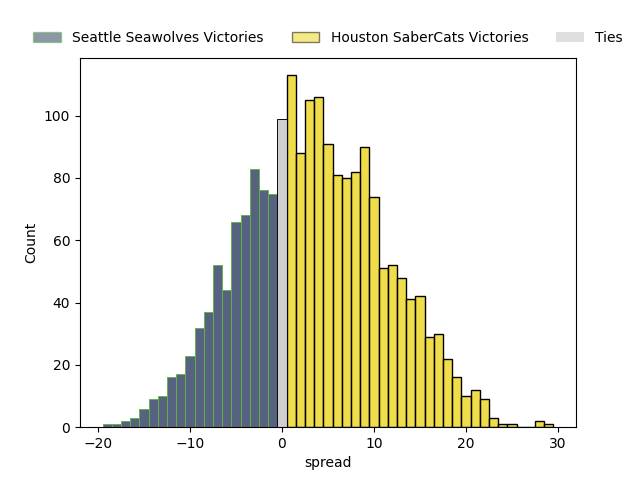 Seattle Seawolves Victories Houston SaberCats Victories Ties
100
80
60
40
20
0
Count
−20 −10 0 10 20 30
spread